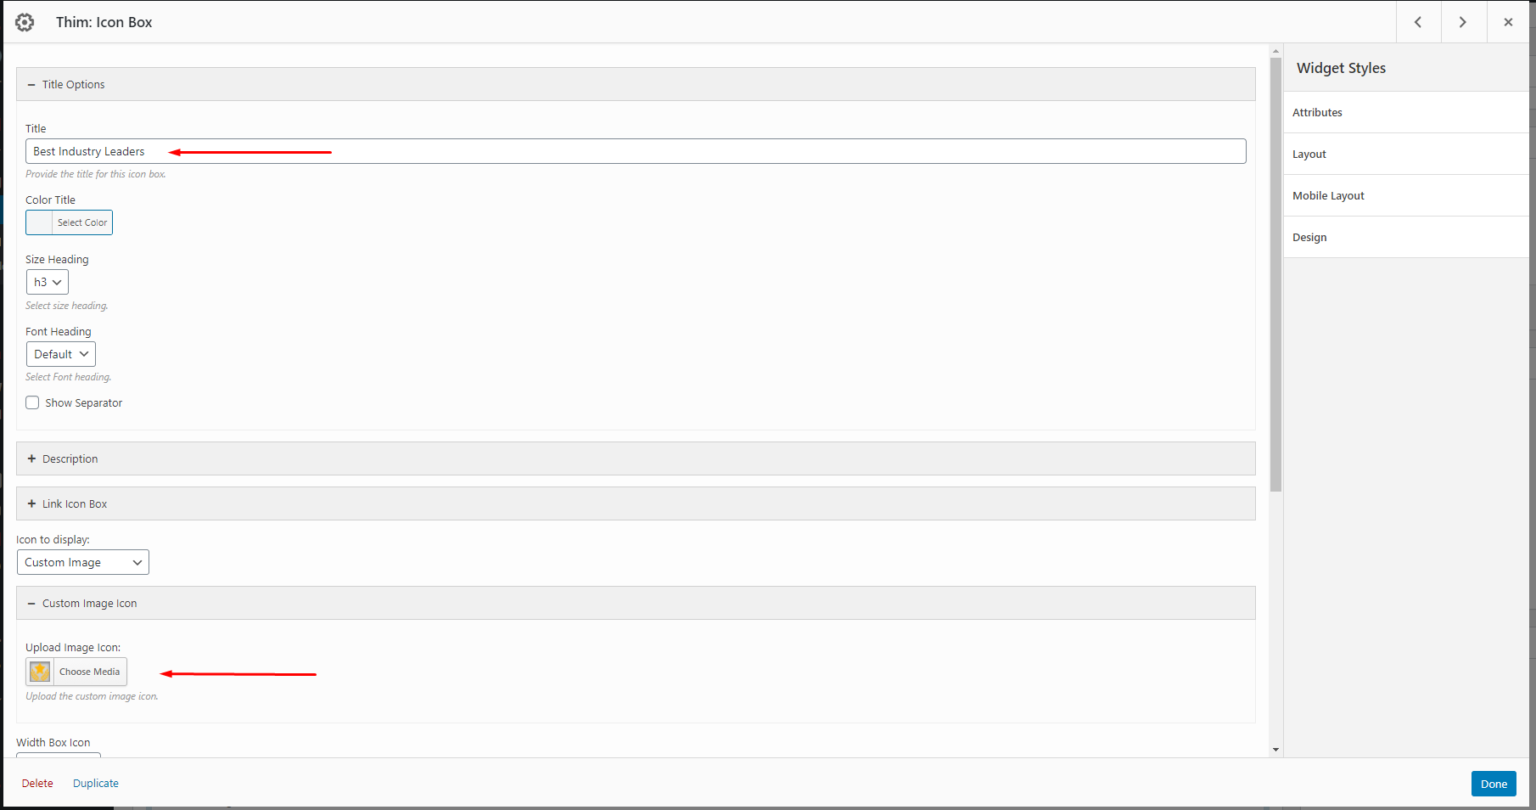 Thim: Icon Box
Title Options
Title
Best Industry Leaders
Provide the title for this icon box.
Color Title
Select Color
Size Heading
h3
Select size heading.
Font Heading
Default
Select Font heading.
Show Separator
Description
Link Icon Box
Icon to display:
Custom Image
Custom Image Icon
Upload Image Icon:
Choose Media
Upload the custom image icon.
Width Box Icon
Widget Styles
Attributes
Layout
Mobile Layout
Design
Delete Duplicate
Done